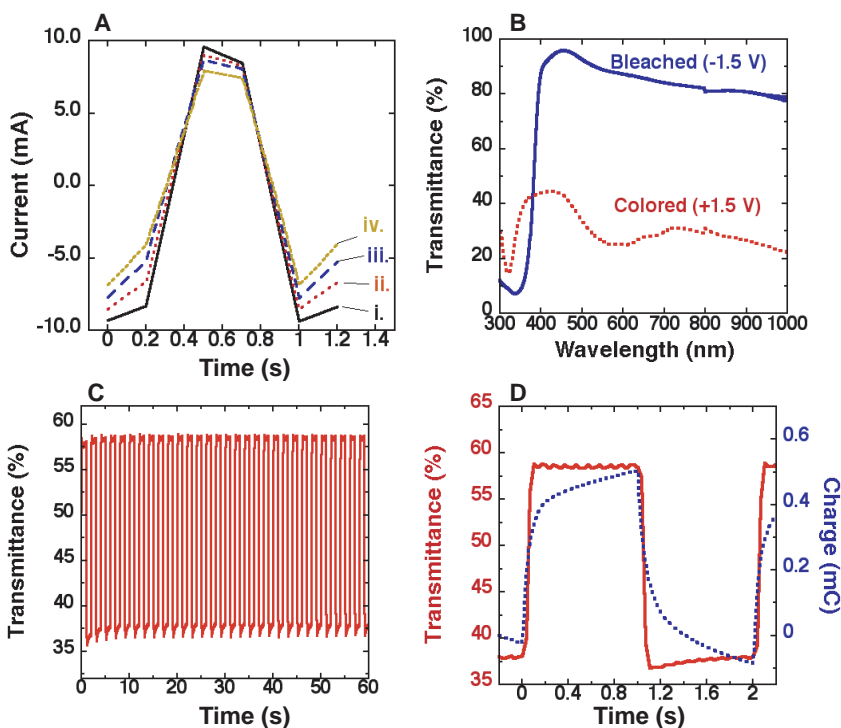 A
10.0
5.0
0.0
-5.0
-10.0
Current (mA)
iv.
iii.
ii.
i.
0 0.2 0.4 0.6 0.8 1 1.2 1.4
Time (s)
B
100
80
60
40
20
0
Transmittance (%)
Bleached (-1.5 V)
Colored (+1.5 V)
300 400 500 600 700 800 900 1000
Wavelength (nm)
C
60
55
50
45
40
35
Transmittance (%)
0 10 20 30 40 50 60
Time (s)
D
65
60
55
50
45
40
35
Transmittance (%)
0.6
0.4
0.2
0
Charge (mC)
0 0.4 0.8 1.2 1.6 2
Time (s)